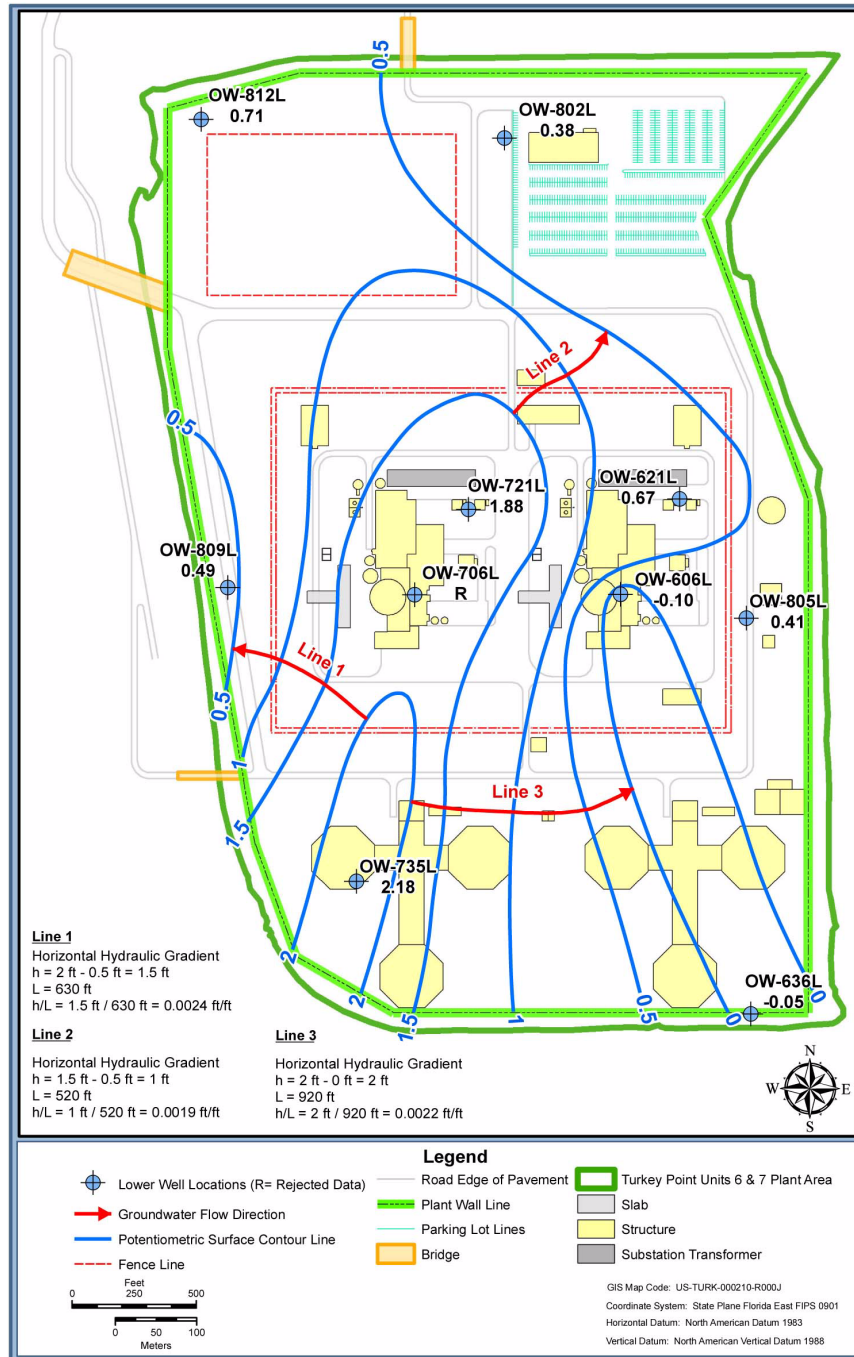 0.5
OW-812L
0.71
OW-802L
0.38
Line 2
0.5
OW-721L
1.88
OW-621L
0.67
OW-809L
0.49
OW-706L
R
OW-606L
-0.10
OW-805L
0.41
Line 1
0.5
1
Line 3
1.5
OW-735L
2.18
2
2
1.5
1
0.5
0
OW-636L
-0.05
0
Line 1
Horizontal Hydraulic Gradient
h = 2 ft - 0.5 ft = 1.5 ft
L = 630 ft
h/L = 1.5 ft / 630 ft = 0.0024 ft/ft
Line 2
Horizontal Hydraulic Gradient
h = 1.5 ft - 0.5 ft = 1 ft
L = 520 ft
h/L = 1 ft / 520 ft = 0.0019 ft/ft
Line 3
Horizontal Hydraulic Gradient
h = 2 ft - 0 ft = 2 ft
L = 920 ft
h/L = 2 ft / 920 ft = 0.0022 ft/ft
N
W E
S
Legend
Lower Well Locations (R= Rejected Data)
Groundwater Flow Direction
Potentiometric Surface Contour Line
Fence Line
Road Edge of Pavement
Plant Wall Line
Parking Lot Lines
Bridge
Turkey Point Units 6 & 7 Plant Area
Slab
Structure
Substation Transformer
Feet
0 250 500
0 50 100
Meters
GIS Map Code: US-TURK-000210-R000J
Coordinate System: State Plane Florida East FIPS 0901
Horizontal Datum: North American Datum 1983
Vertical Datum: North American Vertical Datum 1988